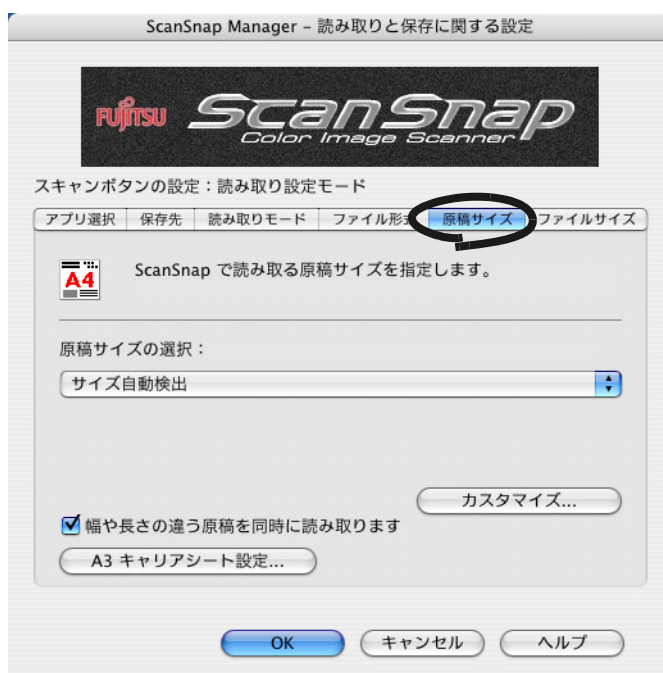 ScanSnap Manager – 読み取りと保存に関する設定
FUJITSU ScanSnap
Color Image Scanner
スキャンボタンの設定：読み取り設定モード
アプリ選択 保存先 読み取りモード ファイル形 原稿サイズ ファイルサイズ
A4
ScanSnap で読み取る原稿サイズを指定します。
原稿サイズの選択：
サイズ自動検出
カスタマイズ...
幅や長さの違う原稿を同時に読み取ります
A3 キャリアシート設定...
OK キャンセル ヘルプ